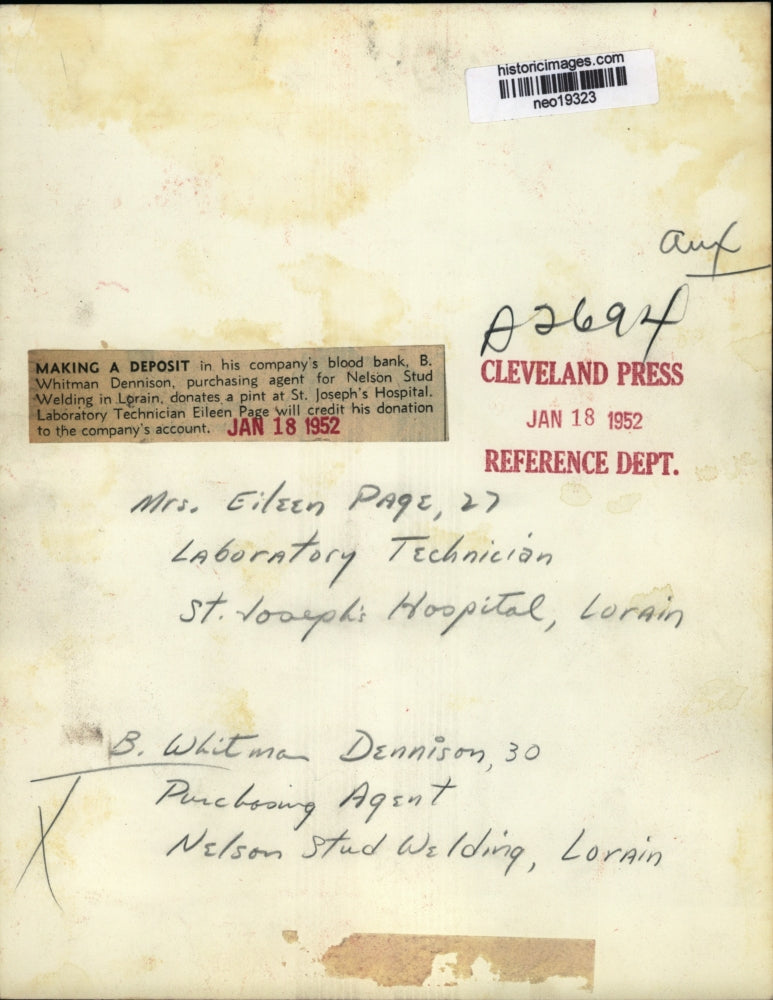 historicimages.com
neo19323
aux
A2694
CLEVELAND PRESS
JAN 18 1952
REFERENCE DEPT.
MAKING A DEPOSIT in his company's blood bank, B.
Whitman Dennison, purchasing agent for Nelson Stud
Welding in Lorain, donates a pint at St. Joseph's Hospital.
Laboratory Technician Eileen Page will credit his donation
to the company's account. JAN 18 1952
Mrs. Eileen Page, 27
Laboratory Technician
St. Joseph's Hospital, Lorain
B. Whitman Dennison, 30
Purchasing Agent
Nelson Stud Welding, Lorain
X